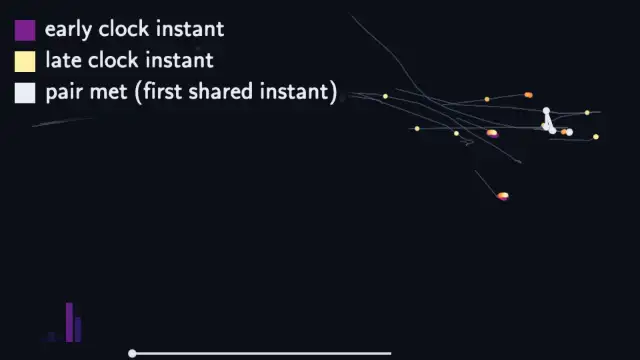 early clock instant
late clock instant
pair met (first shared instant)